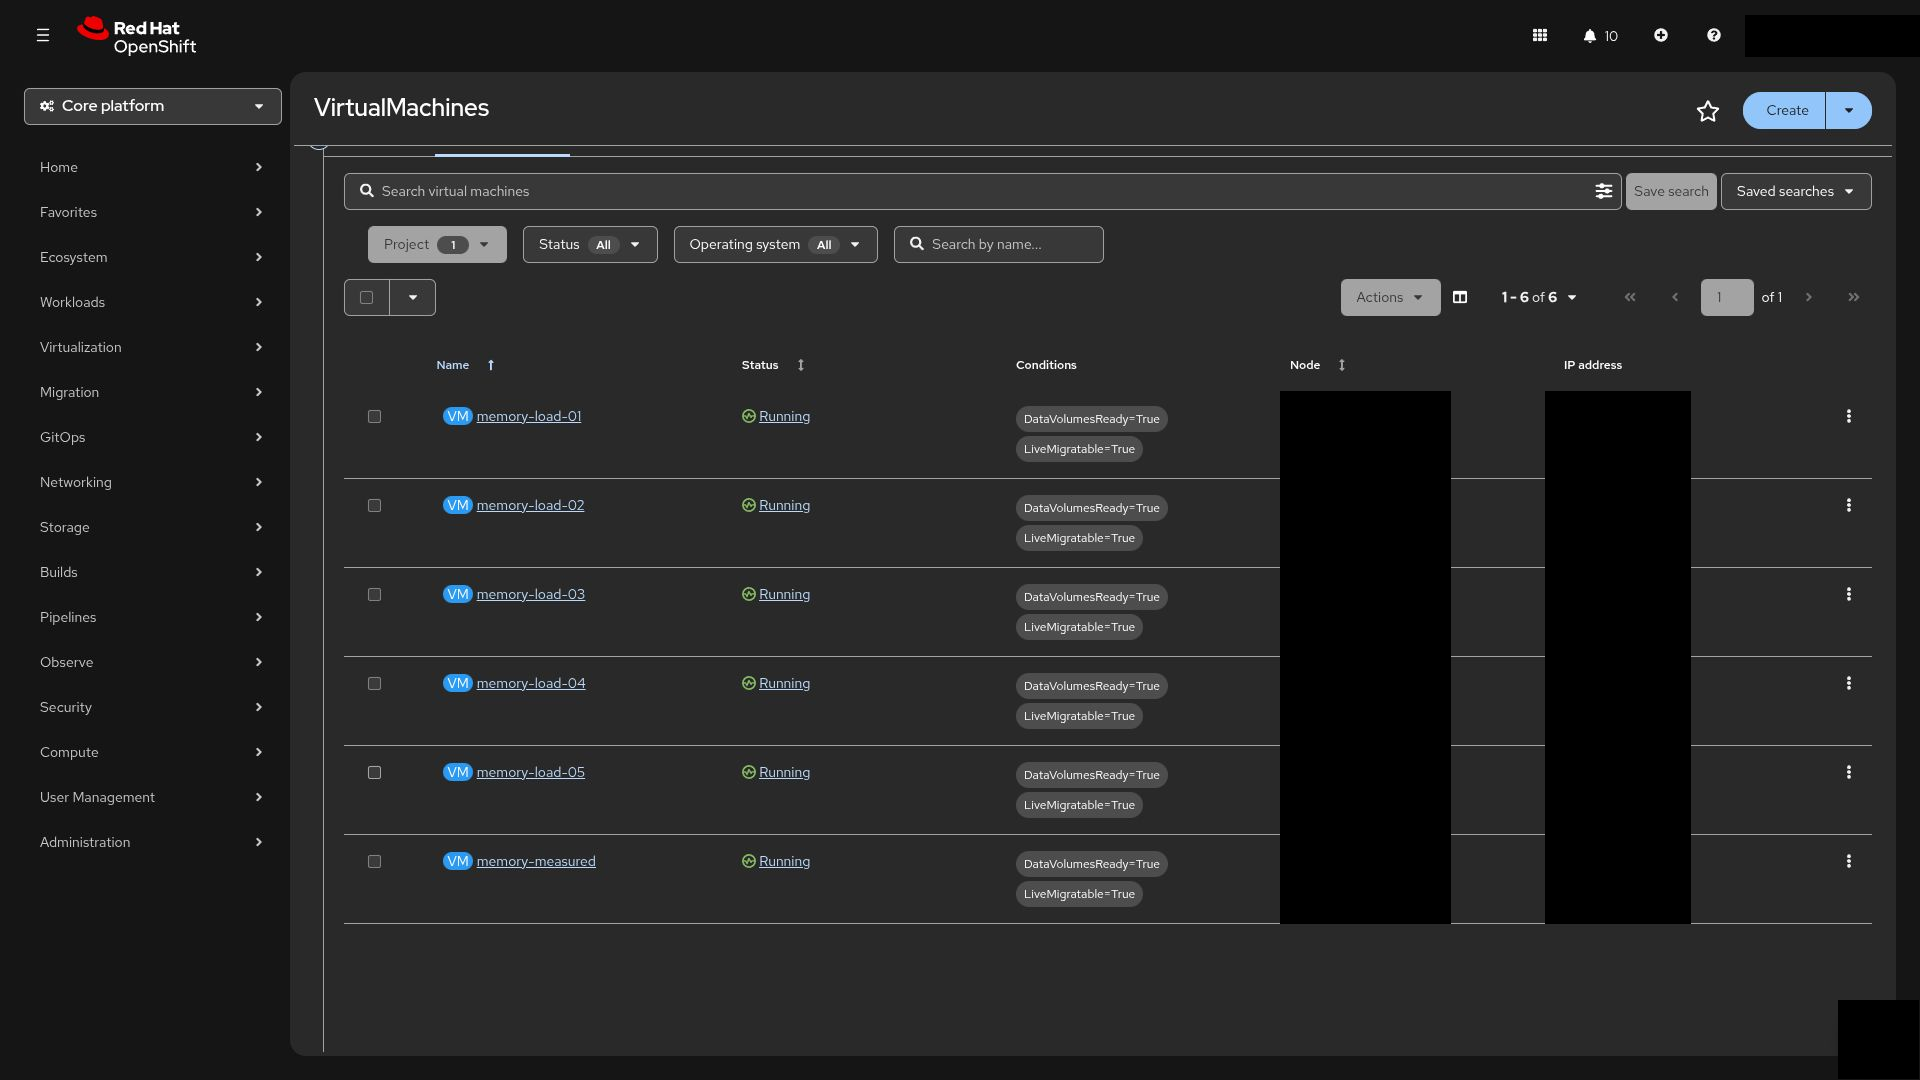 Red Hat
OpenShift
10
Core platform
Home
Favorites
Ecosystem
Workloads
Virtualization
Migration
GitOps
Networking
Storage
Builds
Pipelines
Observe
Security
Compute
User Management
Administration
VirtualMachines
Create
Search virtual machines
Save search
Saved searches
Project 1
Status All
Operating system All
Search by name...
Actions
1 - 6 of 6
1 of 1
Name Status Conditions Node IP address
VM memory-load-01 Running DataVolumesReady=True
LiveMigratable=True
VM memory-load-02 Running DataVolumesReady=True
LiveMigratable=True
VM memory-load-03 Running DataVolumesReady=True
LiveMigratable=True
VM memory-load-04 Running DataVolumesReady=True
LiveMigratable=True
VM memory-load-05 Running DataVolumesReady=True
LiveMigratable=True
VM memory-measured Running DataVolumesReady=True
LiveMigratable=True